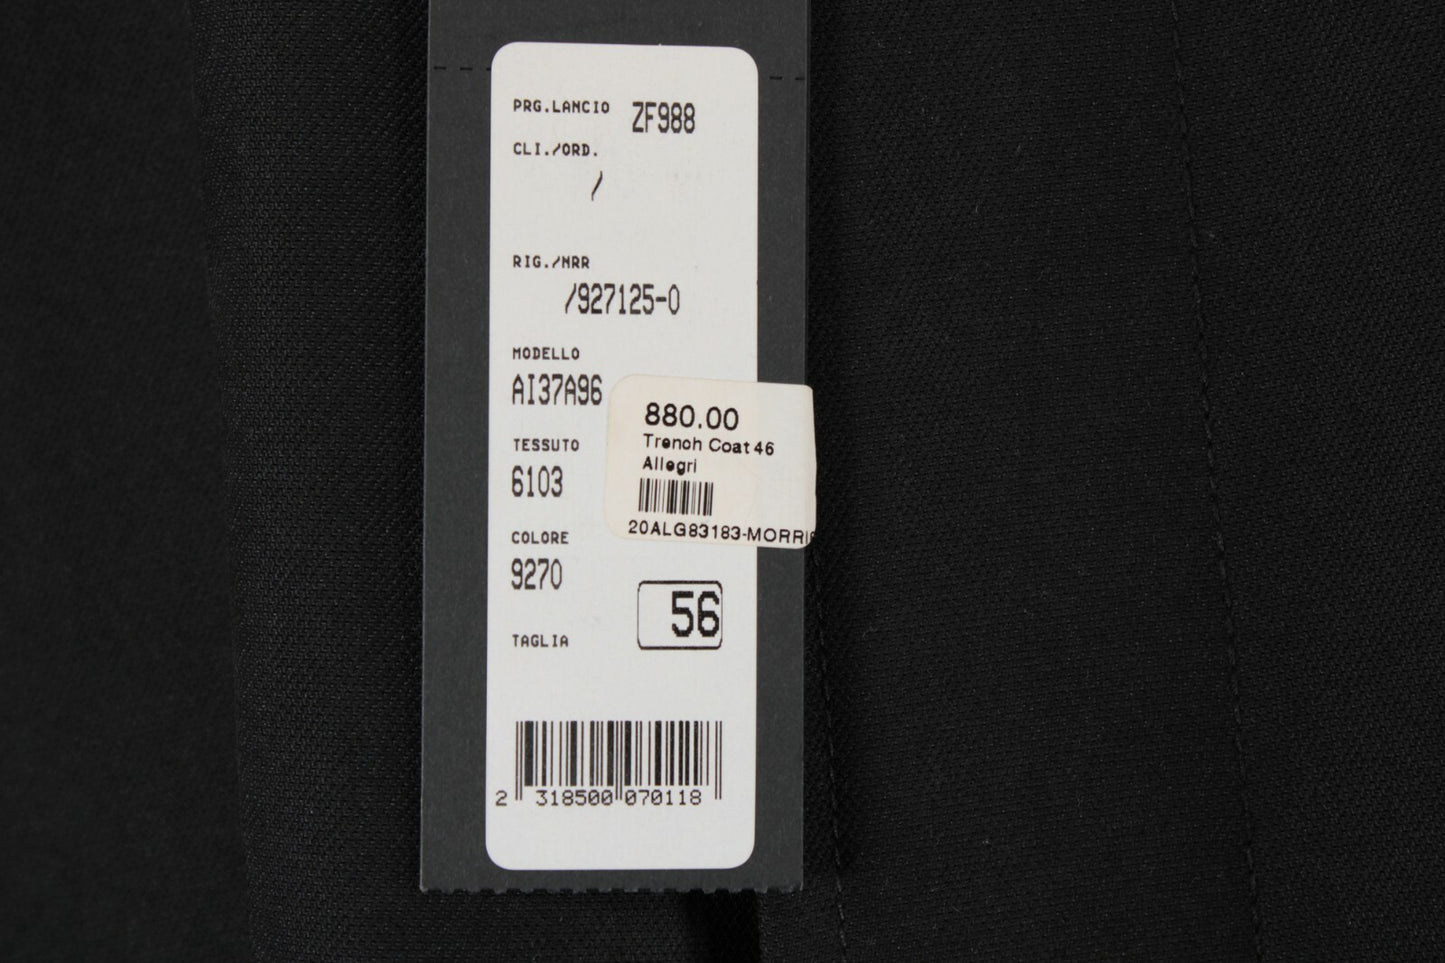 PRG.LANCIO ZF988
CLI./ORD.
/
RIG./NRR
/927125-0
MODELLO
AI37A96
TESSUTO
6103
COLORE
9270
TAGLIA
56
880.00
Trench Coat 46
Allegri
20ALG83183-MORRIS
2 318500 070118